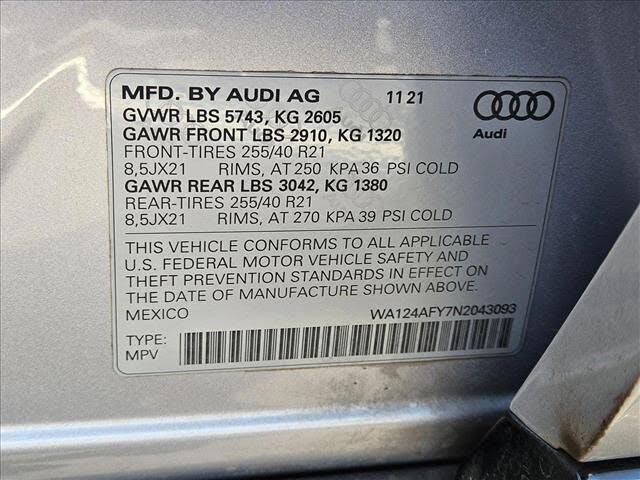 MFD. BY AUDI AG 11 21
GVWR LBS 5743, KG 2605
GAWR FRONT LBS 2910, KG 1320
FRONT-TIRES 255/40 R21
8,5JX21 RIMS, AT 250 KPA 36 PSI COLD
GAWR REAR LBS 3042, KG 1380
REAR-TIRES 255/40 R21
8,5JX21 RIMS, AT 270 KPA 39 PSI COLD
Audi
THIS VEHICLE CONFORMS TO ALL APPLICABLE
U.S. FEDERAL MOTOR VEHICLE SAFETY AND
THEFT PREVENTION STANDARDS IN EFFECT ON
THE DATE OF MANUFACTURE SHOWN ABOVE.
MEXICO WA124AFY7N2043093
TYPE:
MPV